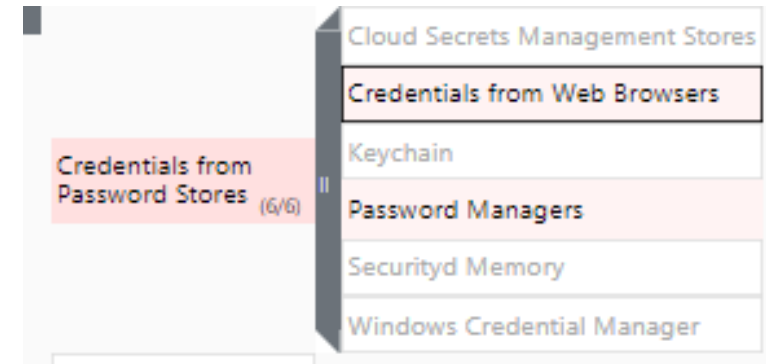 Cloud Secrets Management Stores
Credentials from Web Browsers
Credentials from
Password Stores (6/6)
Keychain
Password Managers
Securityd Memory
Windows Credential Manager